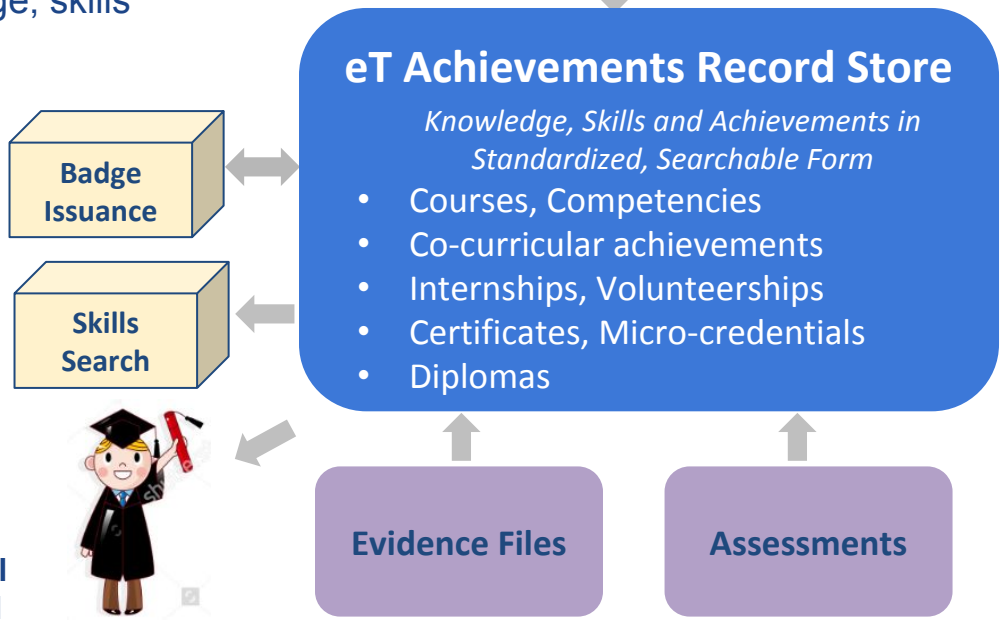 skills
eT Achievements Record Store
Knowledge, Skills and Achievements in
Standardized, Searchable Form
• Courses, Competencies
• Co-curricular achievements
• Internships, Volunteerships
• Certificates, Micro-credentials
• Diplomas
Badge
Issuance
Skills
Search
Evidence Files
Assessments